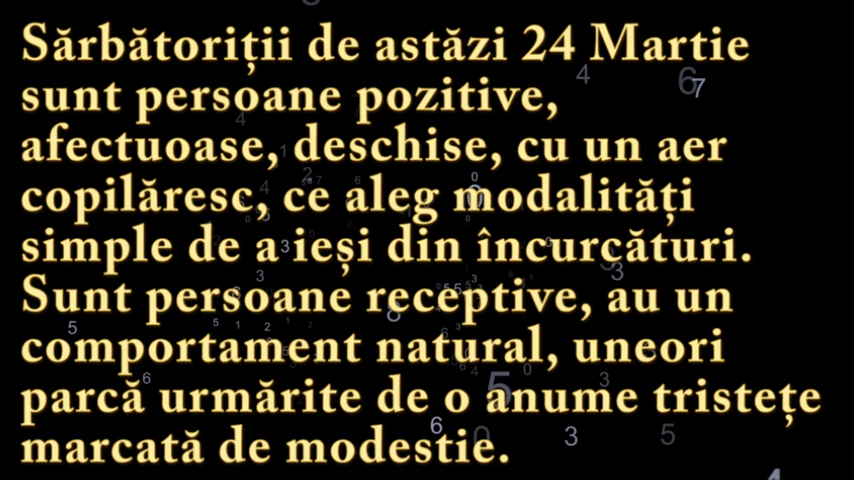 Sărbătoriții de astăzi 24 Martie
sunt persoane pozitive,
afectuoase, deschise, cu un aer
copilăresc, ce aleg modalități
simple de a ieși din încurcături.
Sunt persoane receptive, au un
comportament natural, uneori
parcă urmărite de o anume tristețe
marcată de modestie.